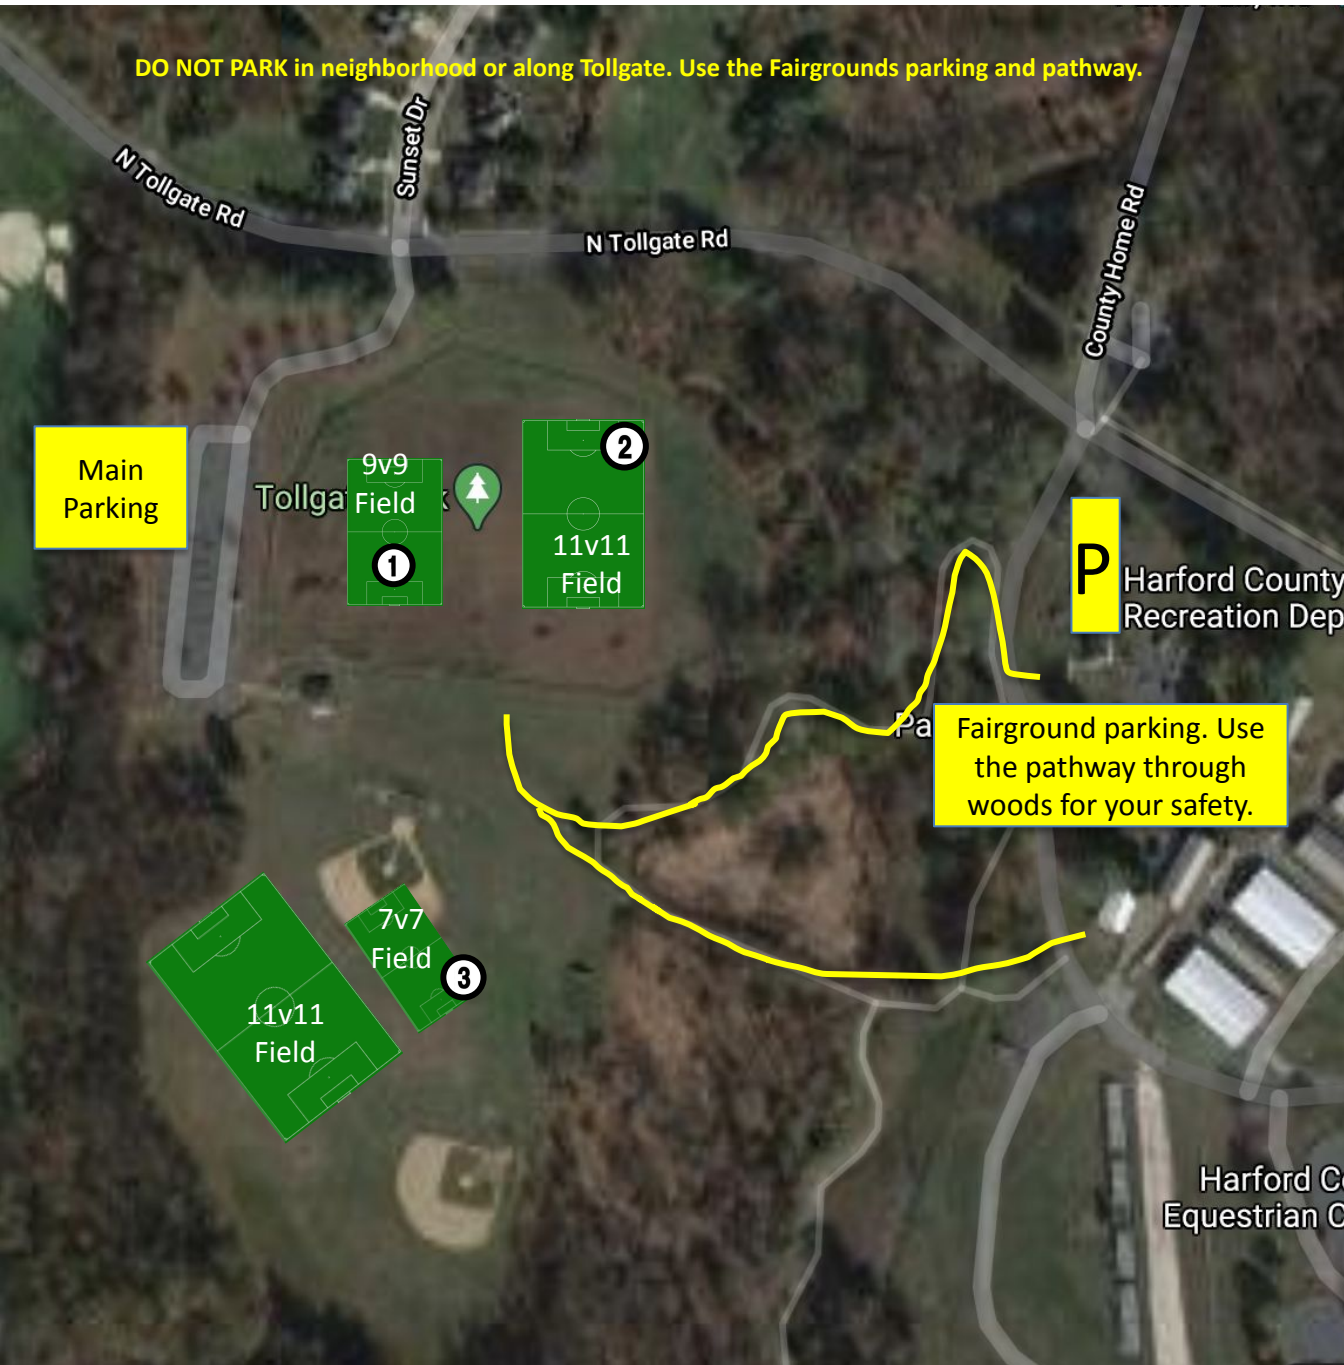 DO NOT PARK in neighborhood or along Tollgate. Use the Fairgrounds parking and pathway.
Sunset Dr
N Tollgate Rd
N Tollgate Rd
County Home Rd
Main
Parking
9v9
Field
1
2
11v11
Field
P
Harford County
Recreation Dep
Fairground parking. Use
the pathway through
woods for your safety.
7v7
Field
3
11v11
Field
Harford C
Equestrian C